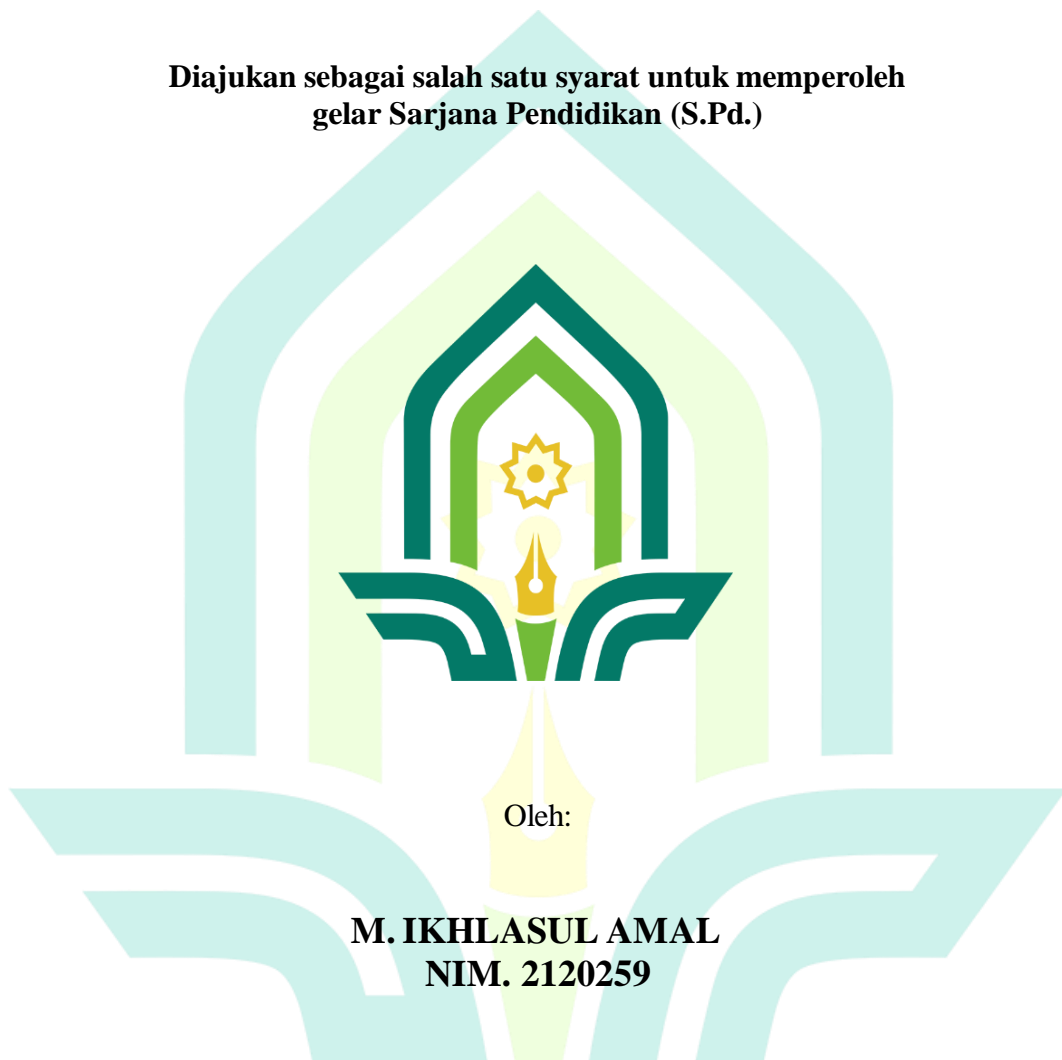 Diajukan sebagai salah satu syarat untuk memperoleh
gelar Sarjana Pendidikan (S.Pd.)
Oleh:
M. IKHLASUL AMAL
NIM. 2120259